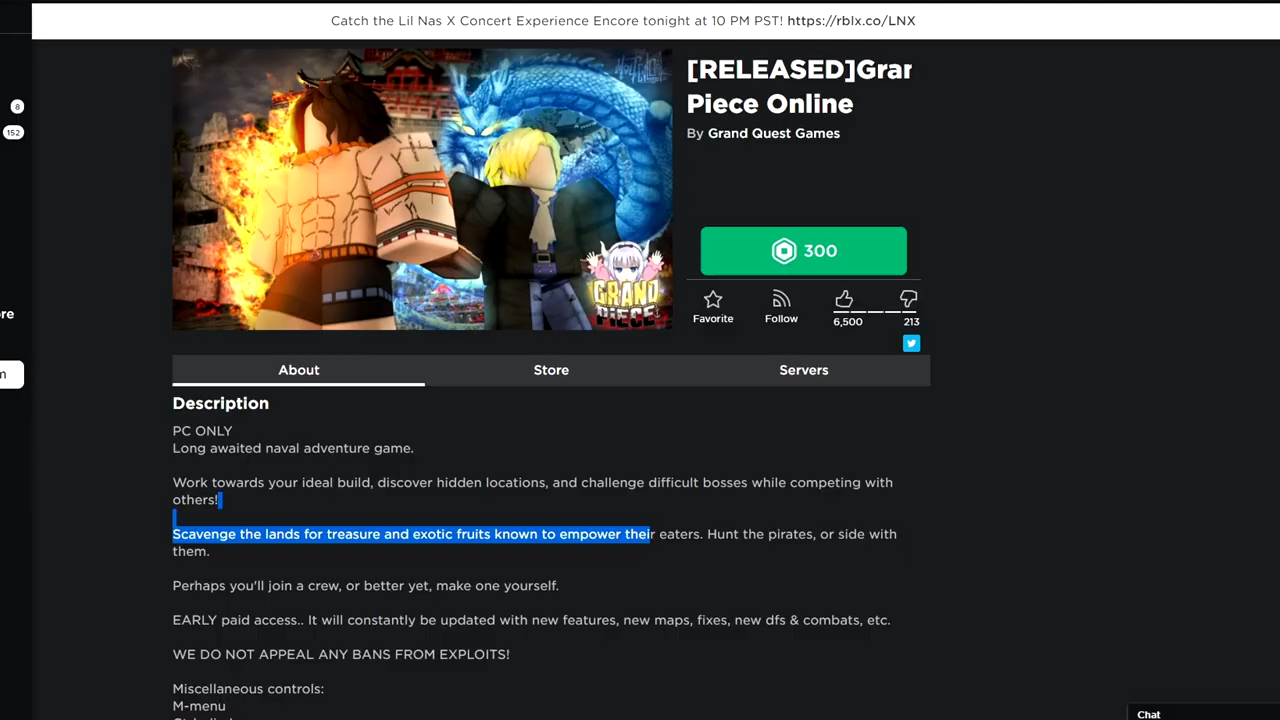 Catch the Lil Nas X Concert Experience Encore tonight at 10 PM PST! https://rblx.co/LNX
8
152
[RELEASED]Grar
Piece Online
By Grand Quest Games
300
GRAND
PIECE
Favorite
Follow
6,500
213
re
m
About
Store
Servers
Description
PC ONLY
Long awaited naval adventure game.
Work towards your ideal build, discover hidden locations, and challenge difficult bosses while competing with
others!
Scavenge the lands for treasure and exotic fruits known to empower their eaters. Hunt the pirates, or side with
them.
Perhaps you'll join a crew, or better yet, make one yourself.
EARLY paid access.. It will constantly be updated with new features, new maps, fixes, new dfs & combats, etc.
WE DO NOT APPEAL ANY BANS FROM EXPLOITS!
Miscellaneous controls:
M-menu
Chat